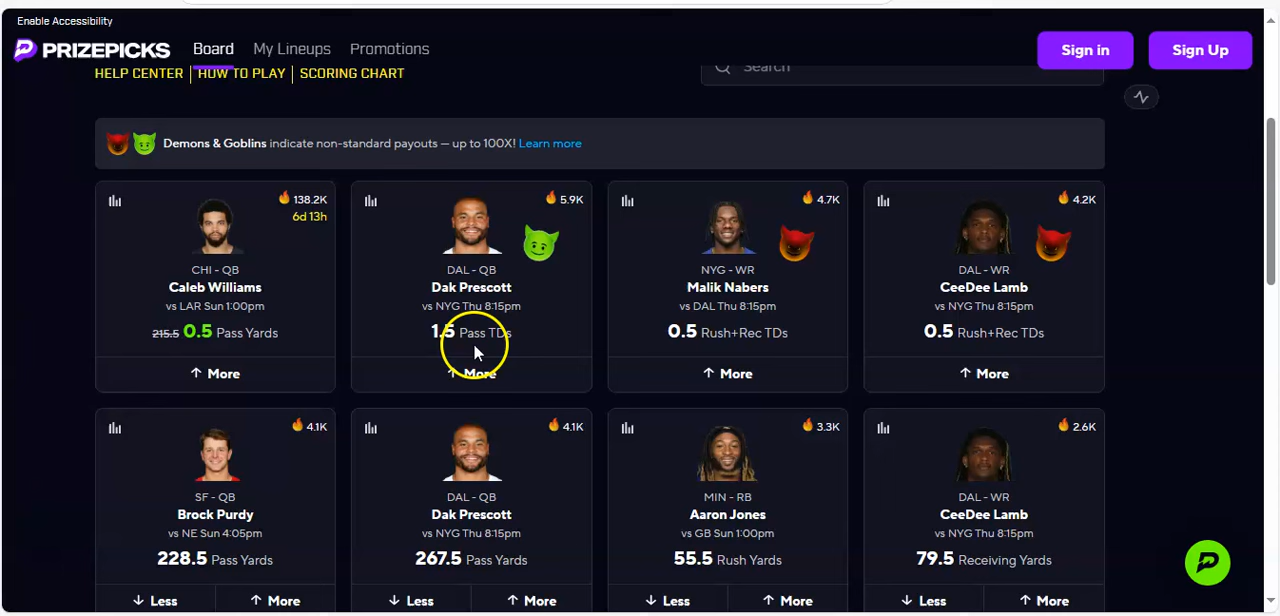 Enable Accessibility
PRIZEPICKS Board My Lineups Promotions Sign in Sign Up
HELP CENTER HOW TO PLAY SCORING CHART
Search
Demons & Goblins indicate non-standard payouts — up to 100X! Learn more
138.2K
6d 13h
CHI - QB
Caleb Williams
vs LAR Sun 1:00pm
215.5 0.5 Pass Yards
↑ More
5.9K
DAL - QB
Dak Prescott
vs NYG Thu 8:15pm
1.5 Pass TDs
↑ More
4.7K
NYG - WR
Malik Nabers
vs DAL Thu 8:15pm
0.5 Rush+Rec TDs
↑ More
4.2K
DAL - WR
CeeDee Lamb
vs NYG Thu 8:15pm
0.5 Rush+Rec TDs
↑ More
4.1K
SF - QB
Brock Purdy
vs NE Sun 4:05pm
228.5 Pass Yards
↓ Less ↑ More
4.1K
DAL - QB
Dak Prescott
vs NYG Thu 8:15pm
267.5 Pass Yards
↓ Less ↑ More
3.3K
MIN - RB
Aaron Jones
vs GB Sun 1:00pm
55.5 Rush Yards
↓ Less ↑ More
2.6K
DAL - WR
CeeDee Lamb
vs NYG Thu 8:15pm
79.5 Receiving Yards
↓ Less ↑ More